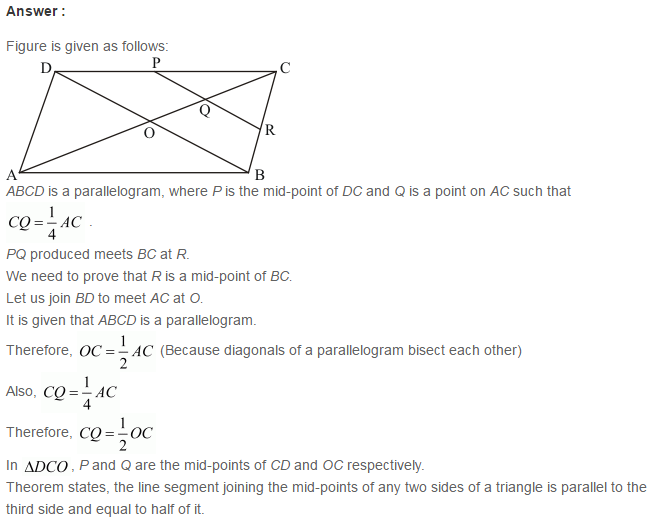 Answer :
Figure is given as follows:
D P C
Q
O R
A B
ABCD is a parallelogram, where P is the mid-point of DC and Q is a point on AC such that
CQ = 1/4 AC .
PQ produced meets BC at R.
We need to prove that R is a mid-point of BC.
Let us join BD to meet AC at O.
It is given that ABCD is a parallelogram.
Therefore, OC = 1/2 AC (Because diagonals of a parallelogram bisect each other)
Also, CQ = 1/4 AC
Therefore, CQ = 1/2 OC
In ΔDCO , P and Q are the mid-points of CD and OC respectively.
Theorem states, the line segment joining the mid-points of any two sides of a triangle is parallel to the
third side and equal to half of it.